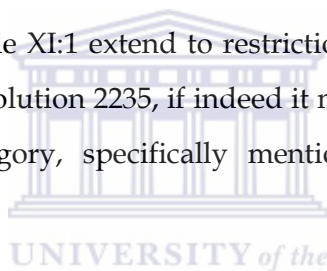 e XI:1 extend to restrictio
olution 2235, if indeed it n
gory, specifically mentio
UNIVERSITY of the